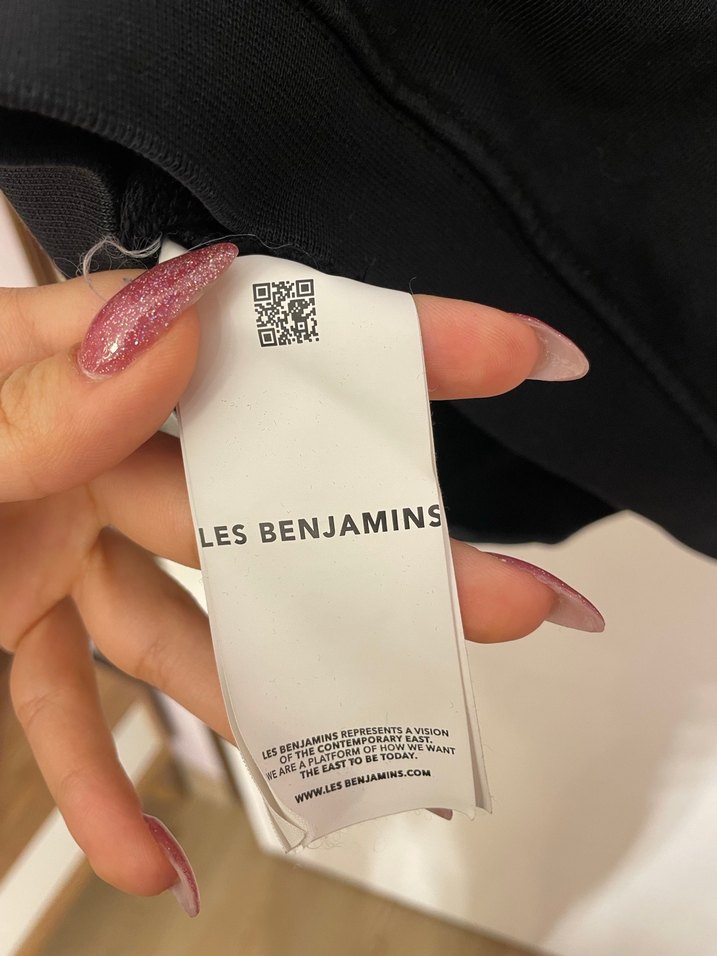 LES BENJAMINS
LES BENJAMINS REPRESENTS A VISION
OF THE CONTEMPORARY EAST.
WE ARE A PLATFORM OF HOW WE WANT
THE EAST TO BE TODAY.
WWW.LES BENJAMINS.COM